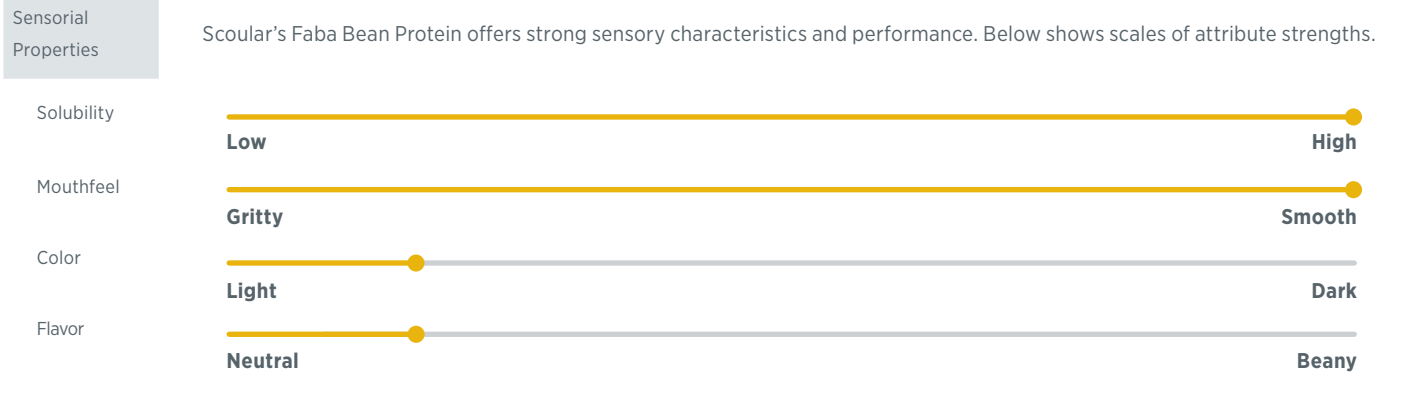 Sensorial
Properties
Scoular's Faba Bean Protein offers strong sensory characteristics and performance. Below shows scales of attribute strengths.
Solubility
Low High
Mouthfeel
Gritty Smooth
Color
Light Dark
Flavor
Neutral Beany